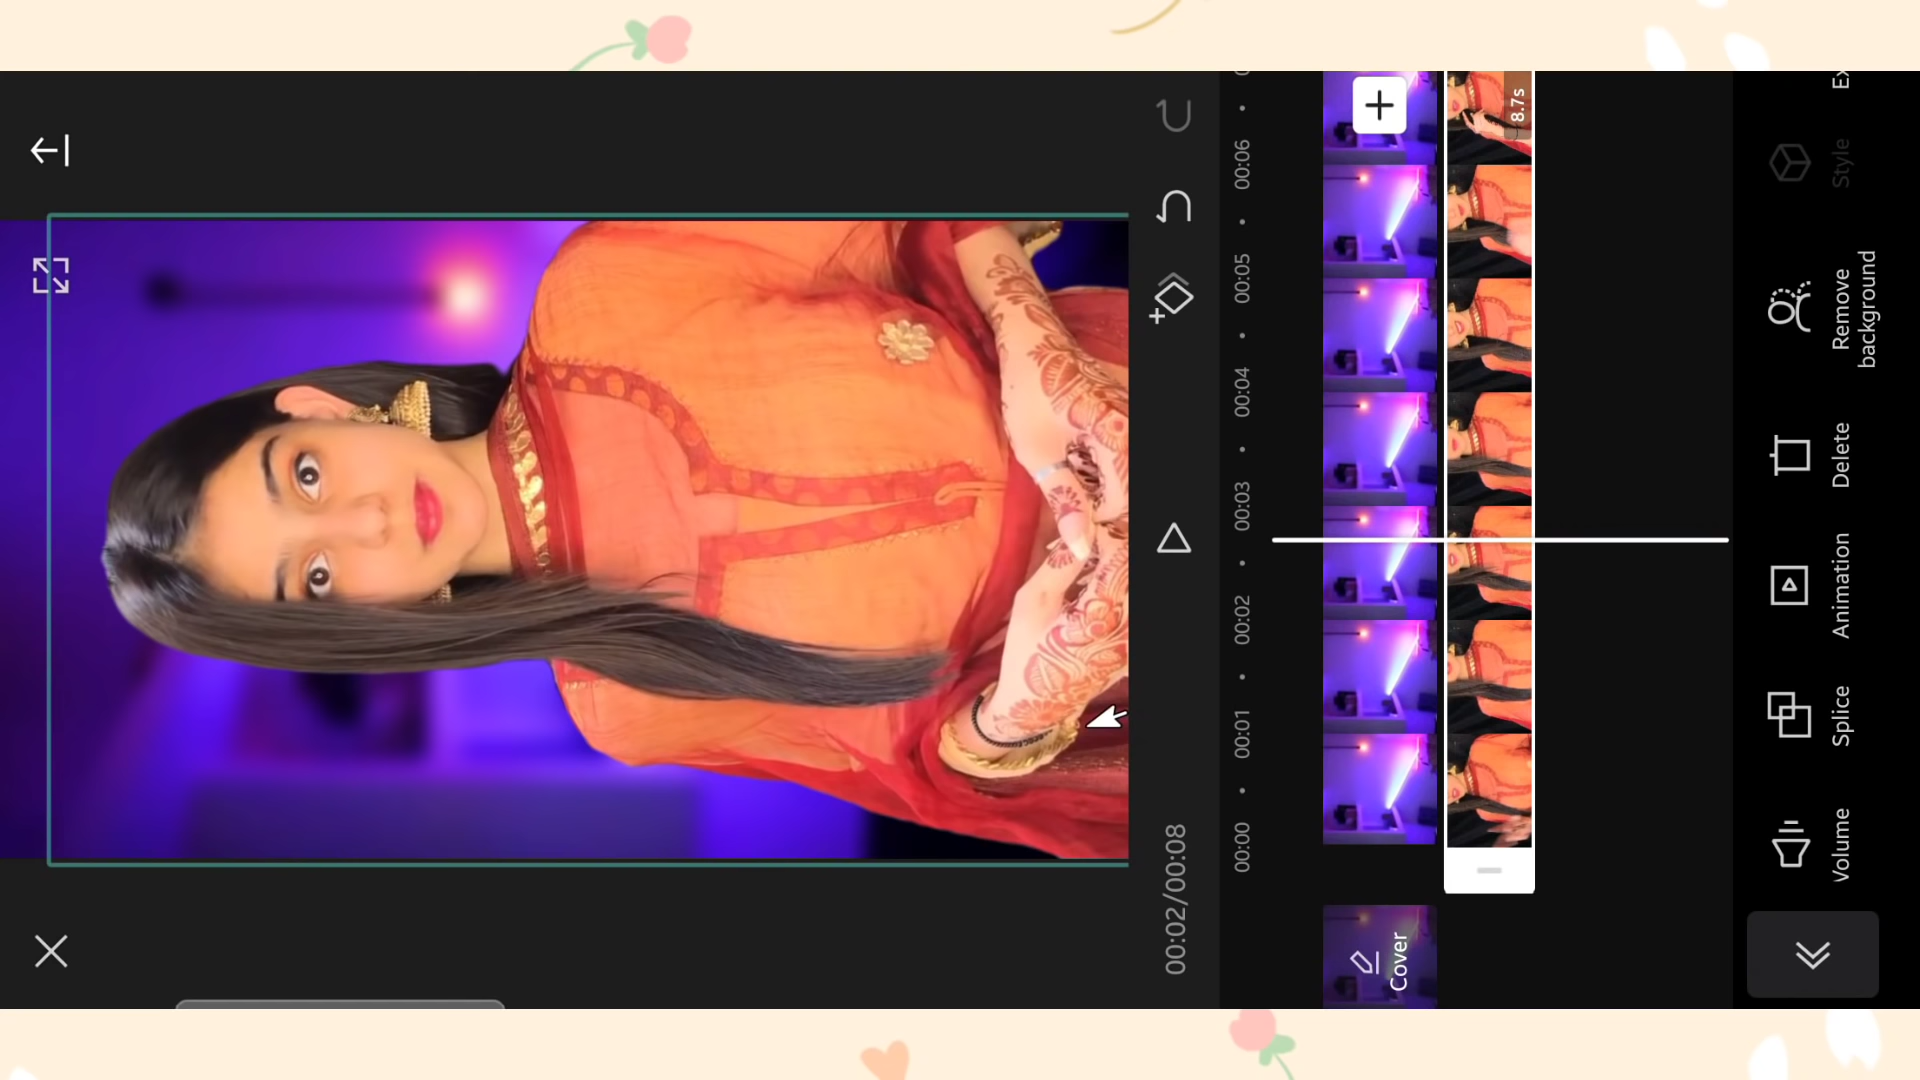 00:02/00:08
00:00 • 00:01 • 00:02 • 00:03 • 00:04 • 00:05 • 00:06 •
Cover
8.7s
Volume
Splice
Animation
Delete
Remove
background
Style